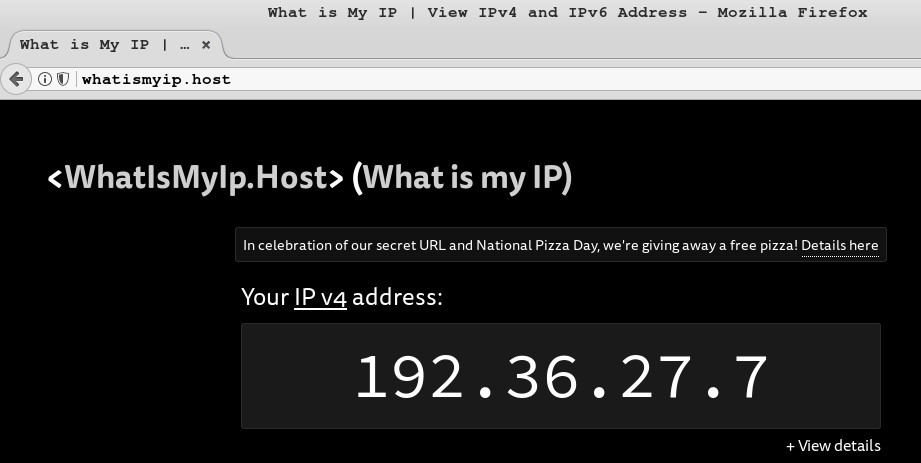 What is My IP | View IPv4 and IPv6 Address - Mozilla Firefox
What is My IP | … ×
whatismyip.host
<WhatIsMyIp.Host> (What is my IP)
In celebration of our secret URL and National Pizza Day, we're giving away a free pizza! Details here
Your IP v4 address:
192.36.27.7
+ View details